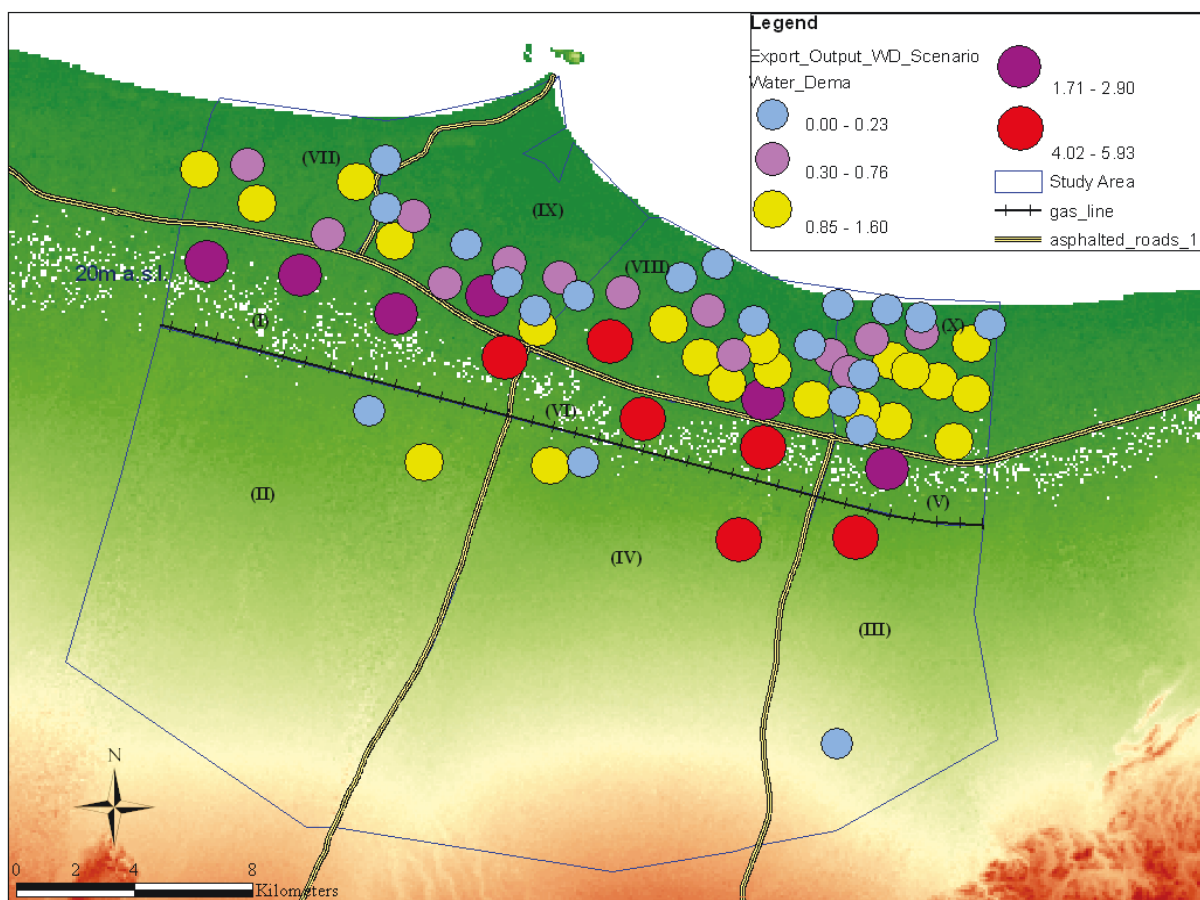 Legend
Export_Output_WD_Scenario
Water_Dema
0.00 - 0.23
0.30 - 0.76
0.85 - 1.60
1.71 - 2.90
4.02 - 5.93
Study Area
gas_line
asphalted_roads_1
(VII)
(IX)
(VIII)
20m a.s.l.
(I)
(X)
(VI)
(II)
(V)
(IV)
(III)
N
0 2 4 8
Kilometers